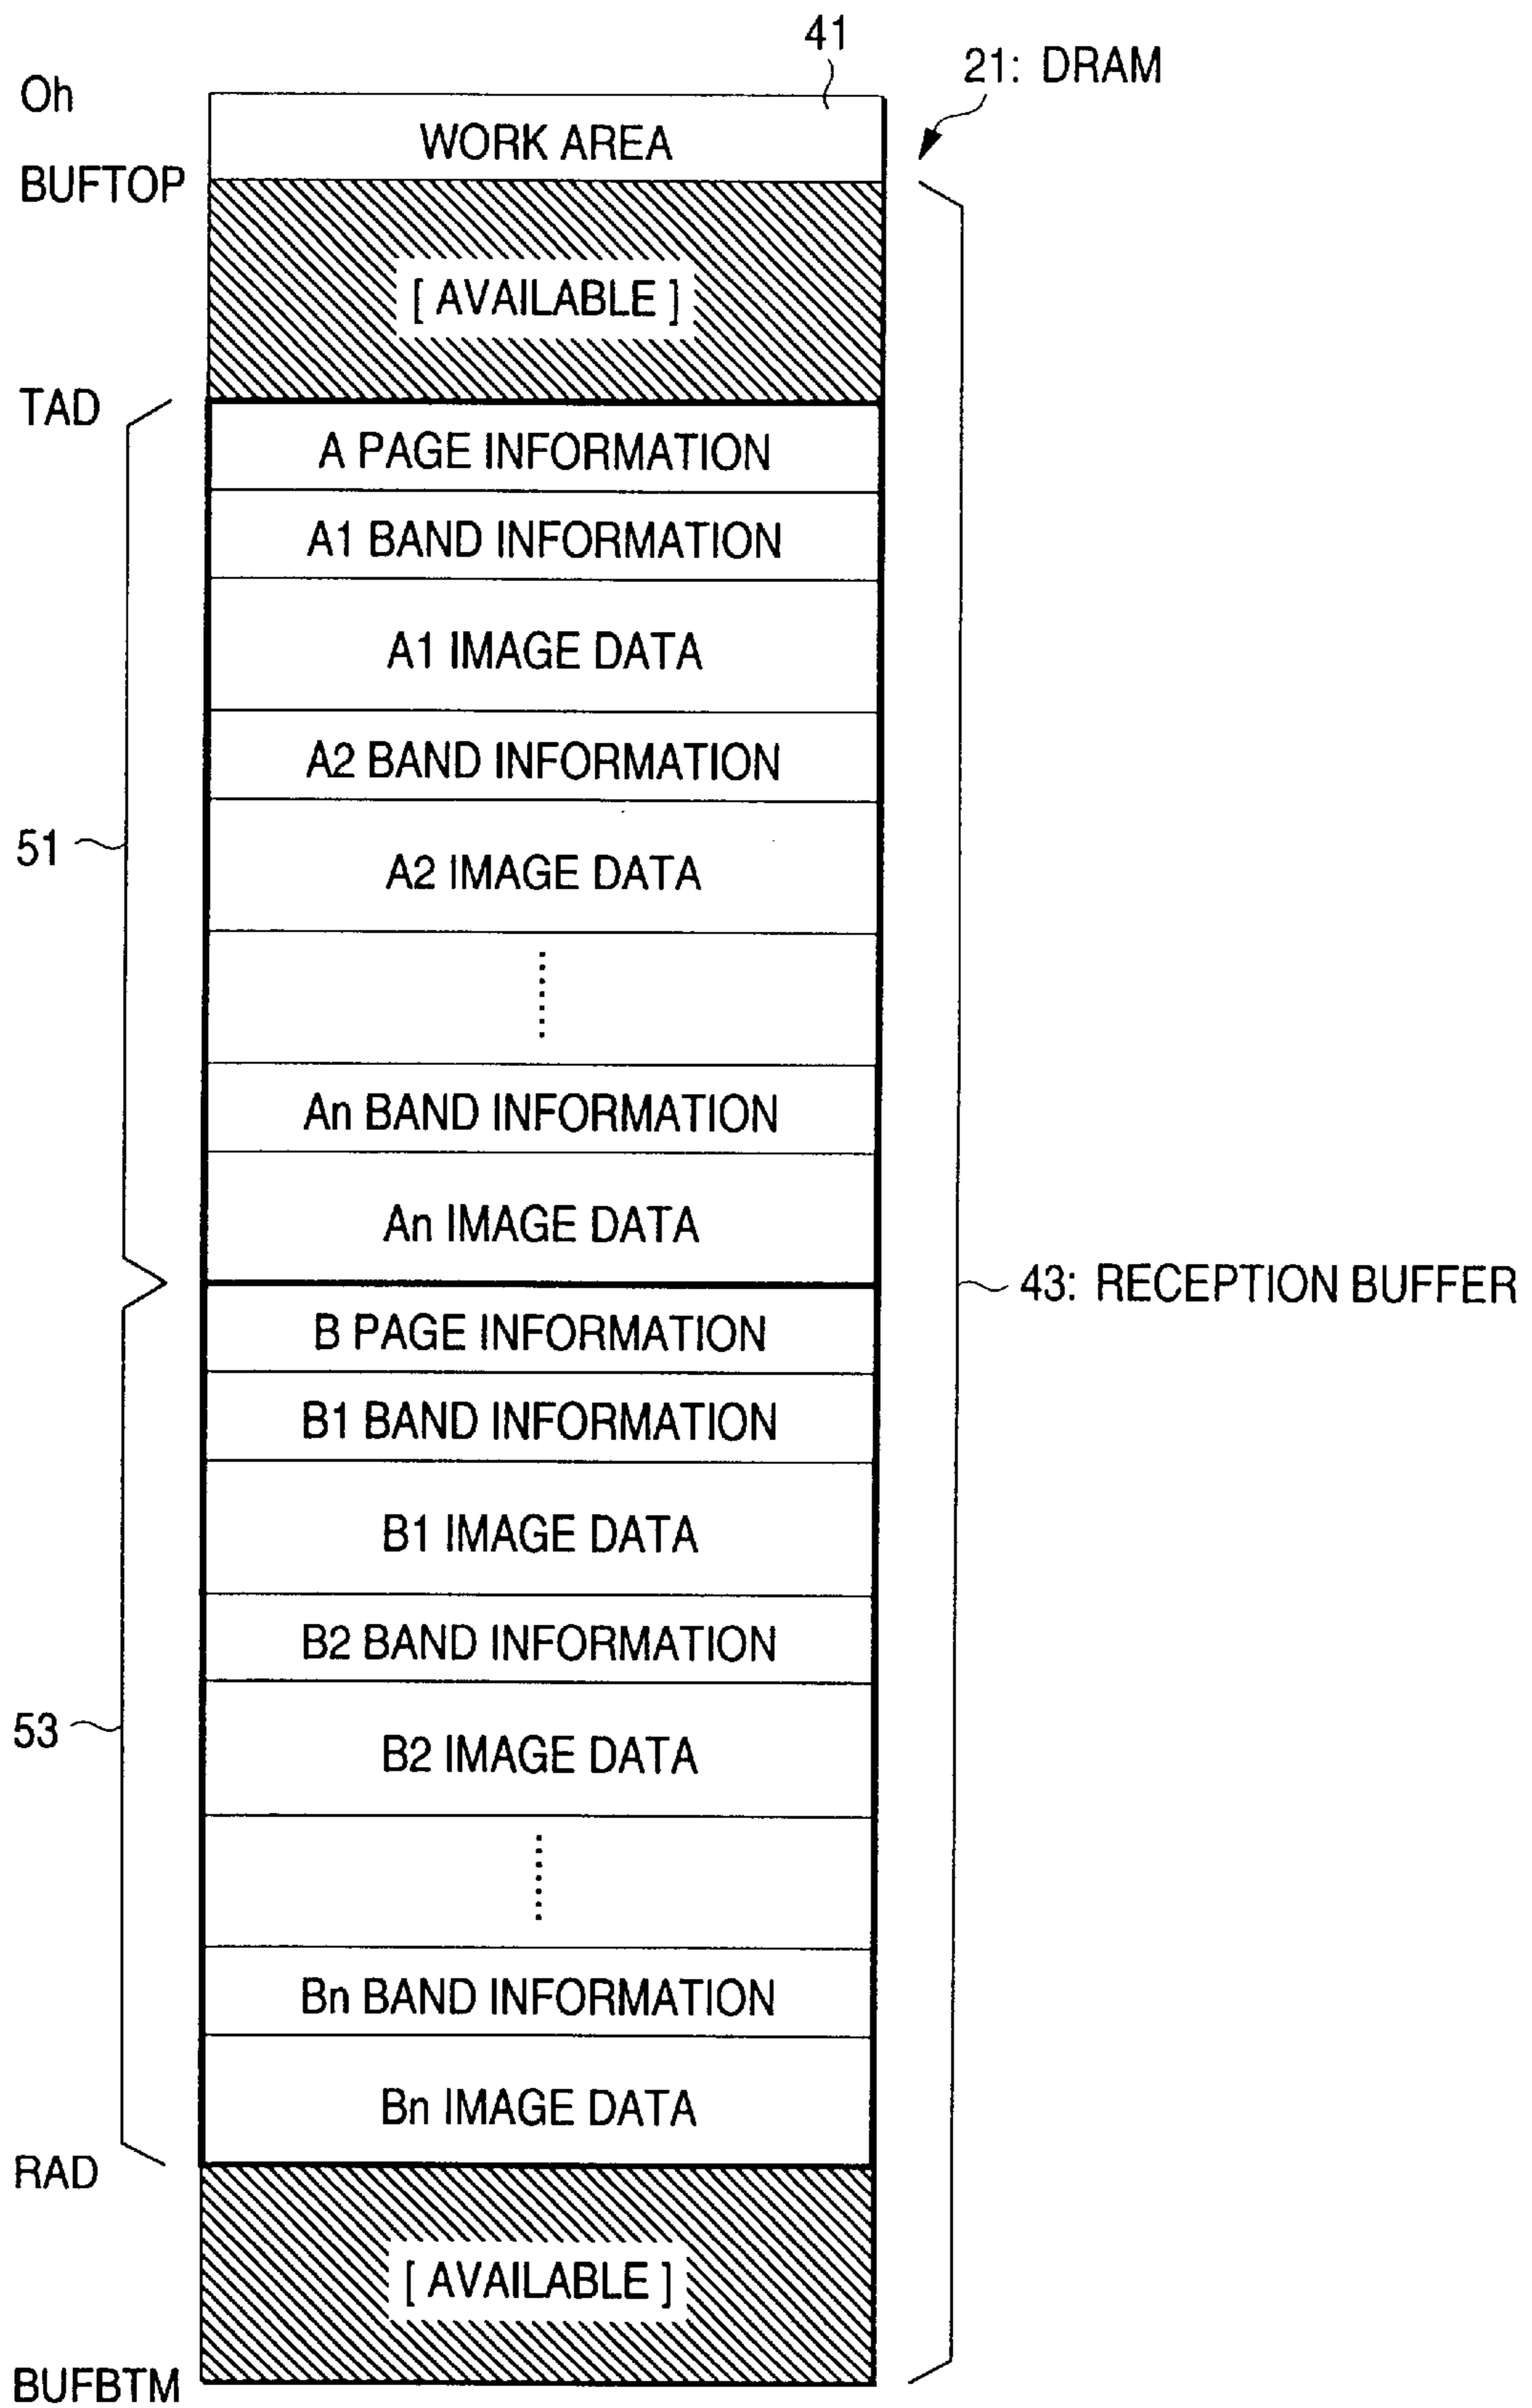 41
21: DRAM
Oh
WORK AREA
BUFTOP
[ AVAILABLE ]
TAD
A PAGE INFORMATION
A1 BAND INFORMATION
A1 IMAGE DATA
A2 BAND INFORMATION
51
A2 IMAGE DATA
An BAND INFORMATION
An IMAGE DATA
43: RECEPTION BUFFER
B PAGE INFORMATION
B1 BAND INFORMATION
B1 IMAGE DATA
B2 BAND INFORMATION
53
B2 IMAGE DATA
Bn BAND INFORMATION
Bn IMAGE DATA
RAD
[ AVAILABLE ]
BUFBTM